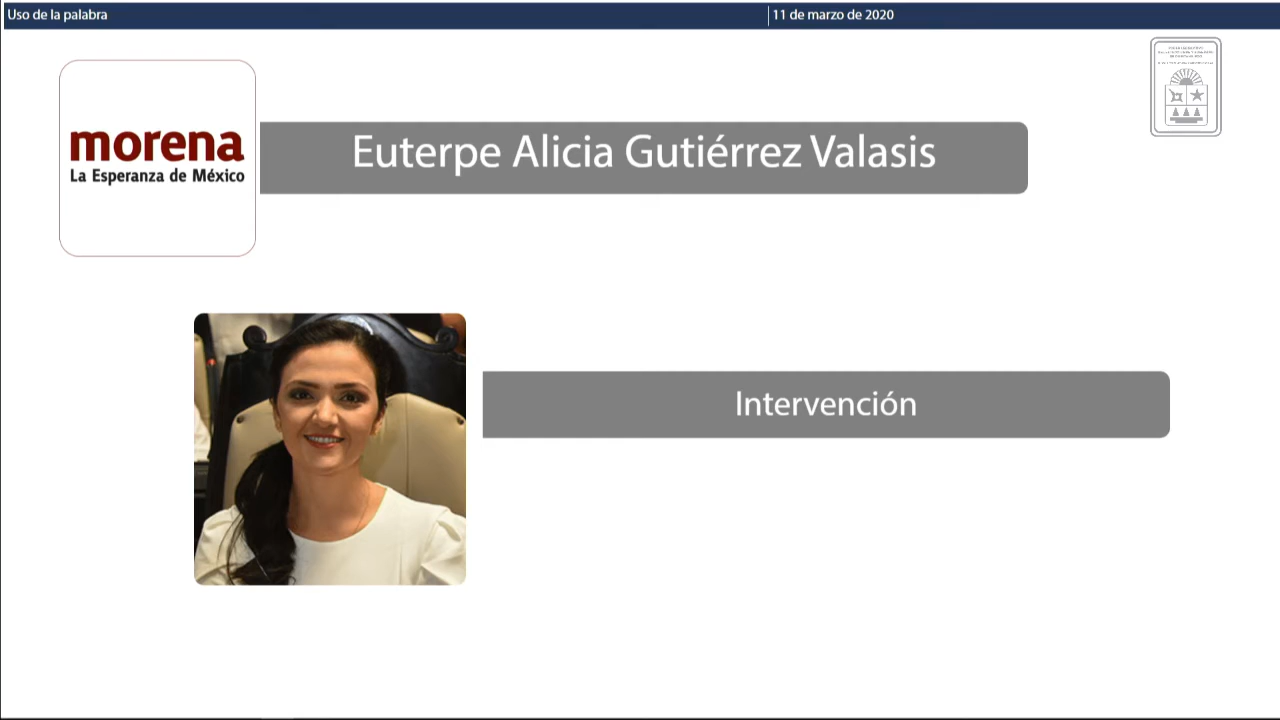 Uso de la palabra
11 de marzo de 2020
morena
La Esperanza de México
Euterpe Alicia Gutiérrez Valasis
Intervención